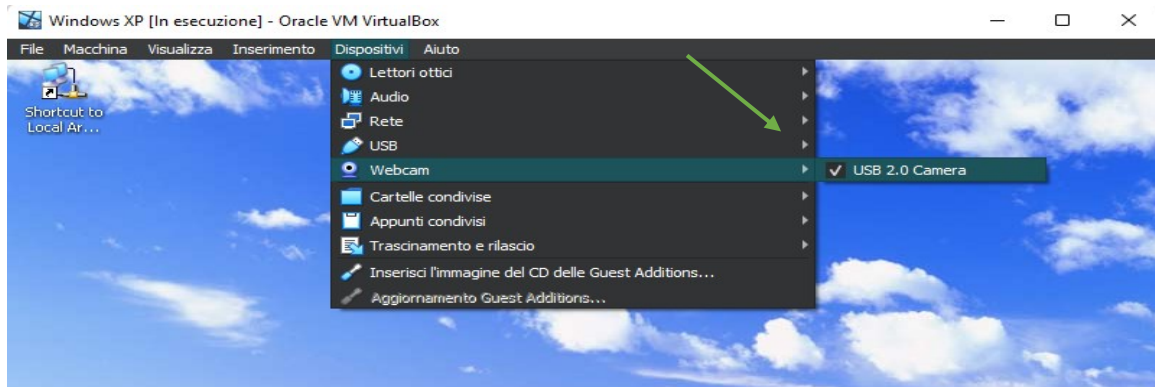 Windows XP [In esecuzione] - Oracle VM VirtualBox
File Macchina Visualizza Inserimento Dispositivi Aiuto
Shortcut to
Local Ar...
Lettori ottici
Audio
Rete
USB
Webcam
USB 2.0 Camera
Cartelle condivise
Appunti condivisi
Trascinamento e rilascio
Inserisci l'immagine del CD delle Guest Additions...
Aggiornamento Guest Additions...